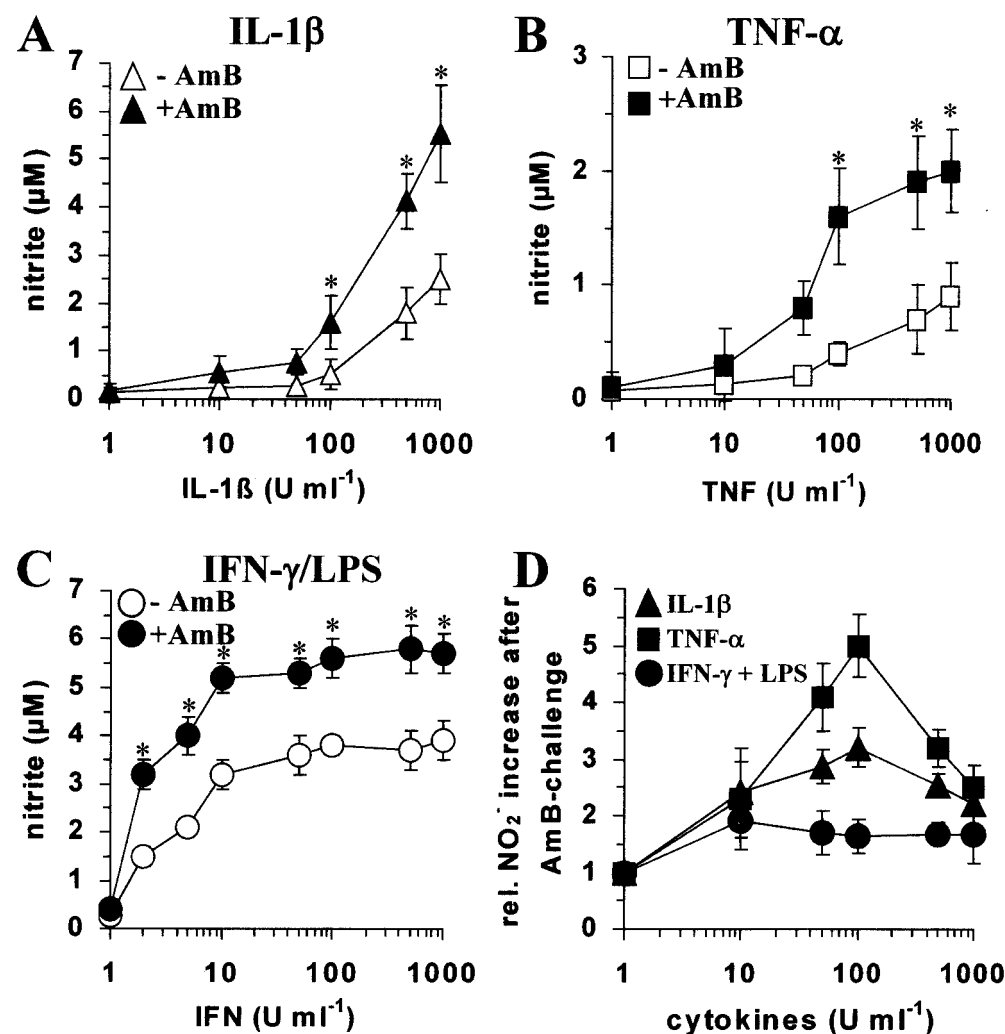 A
IL-1β
- AmB
+AmB
nitrite (μM)
7
6
5
4
3
2
1
0
*
*
*
1
10
100
1000
IL-1ß (U ml⁻¹)
B
TNF-α
- AmB
+AmB
nitrite (μM)
3
2
1
0
*
*
*
1
10
100
1000
TNF (U ml⁻¹)
C
IFN-γ/LPS
- AmB
+AmB
nitrite (μM)
7
6
5
4
3
2
1
0
*
*
*
*
*
*
*
1
10
100
1000
IFN (U ml⁻¹)
D
IL-1β
TNF-α
IFN-γ + LPS
rel. NO₂⁻ increase after
AmB-challenge
6
5
4
3
2
1
0
1
10
100
1000
cytokines (U ml⁻¹)